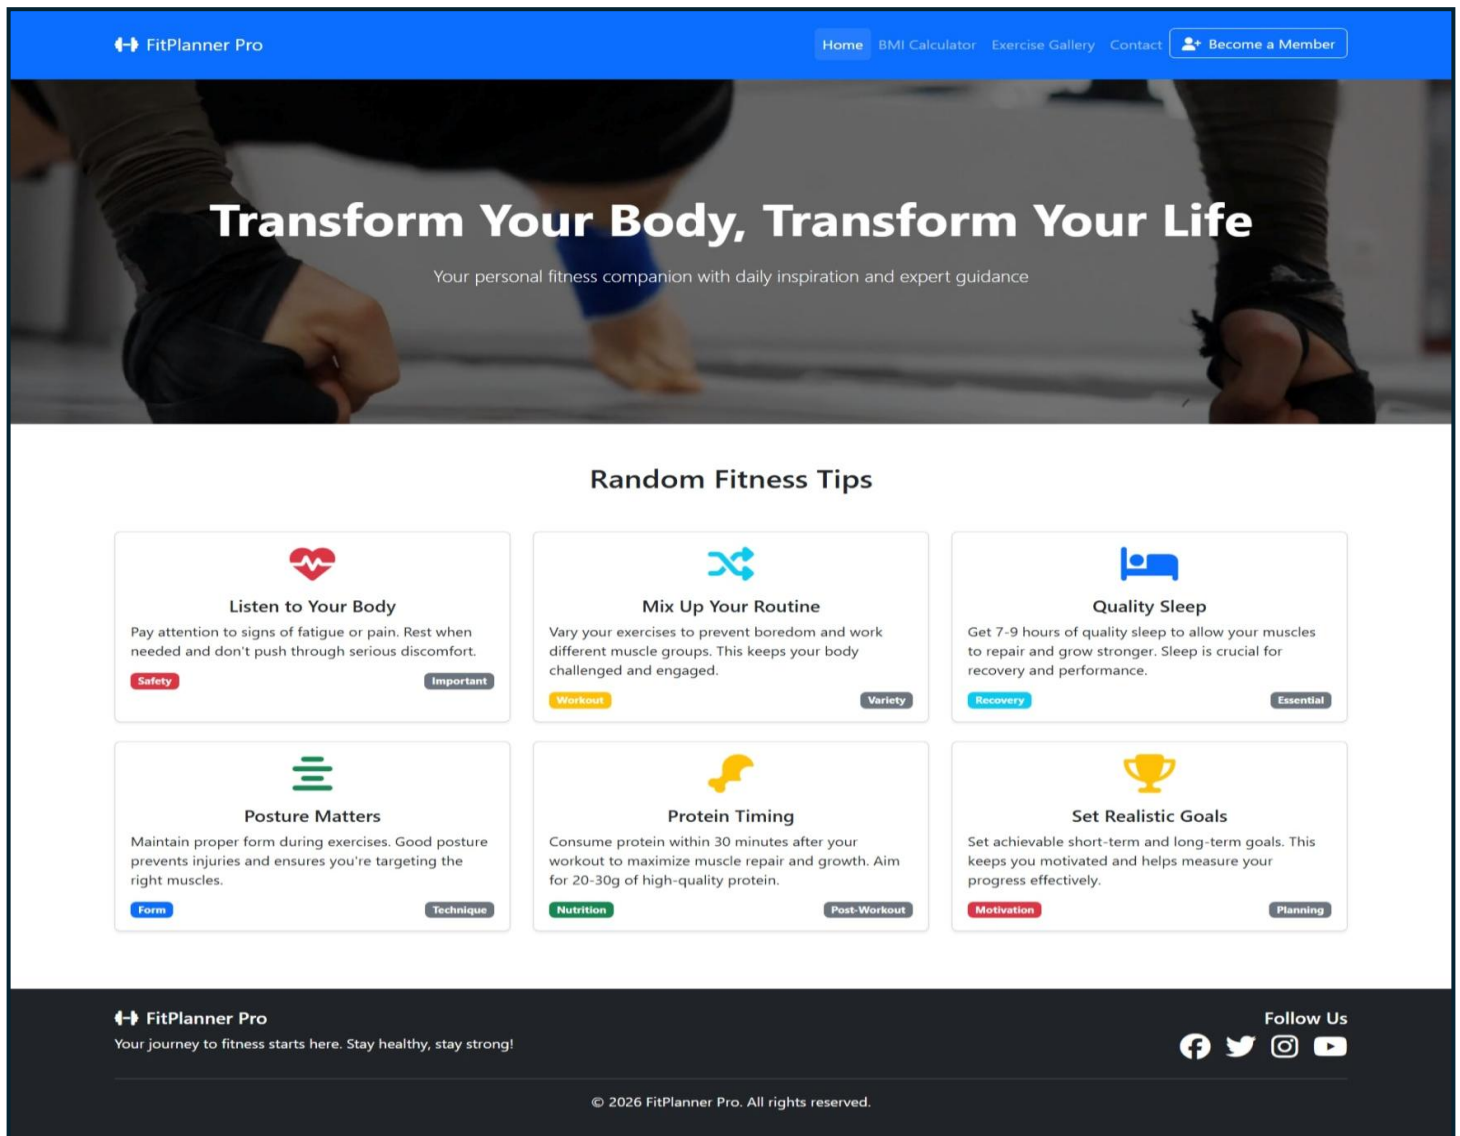 FitPlanner Pro
Home BMI Calculator Exercise Gallery Contact Become a Member
Transform Your Body, Transform Your Life
Your personal fitness companion with daily inspiration and expert guidance
Random Fitness Tips
Listen to Your Body
Pay attention to signs of fatigue or pain. Rest when
needed and don't push through serious discomfort.
Safety Important
Mix Up Your Routine
Vary your exercises to prevent boredom and work
different muscle groups. This keeps your body
challenged and engaged.
Workout Variety
Quality Sleep
Get 7-9 hours of quality sleep to allow your muscles
to repair and grow stronger. Sleep is crucial for
recovery and performance.
Recovery Essential
Posture Matters
Maintain proper form during exercises. Good posture
prevents injuries and ensures you're targeting the
right muscles.
Form Technique
Protein Timing
Consume protein within 30 minutes after your
workout to maximize muscle repair and growth. Aim
for 20-30g of high-quality protein.
Nutrition Post-Workout
Set Realistic Goals
Set achievable short-term and long-term goals. This
keeps you motivated and helps measure your
progress effectively.
Motivation Planning
FitPlanner Pro
Your journey to fitness starts here. Stay healthy, stay strong!
Follow Us
© 2026 FitPlanner Pro. All rights reserved.